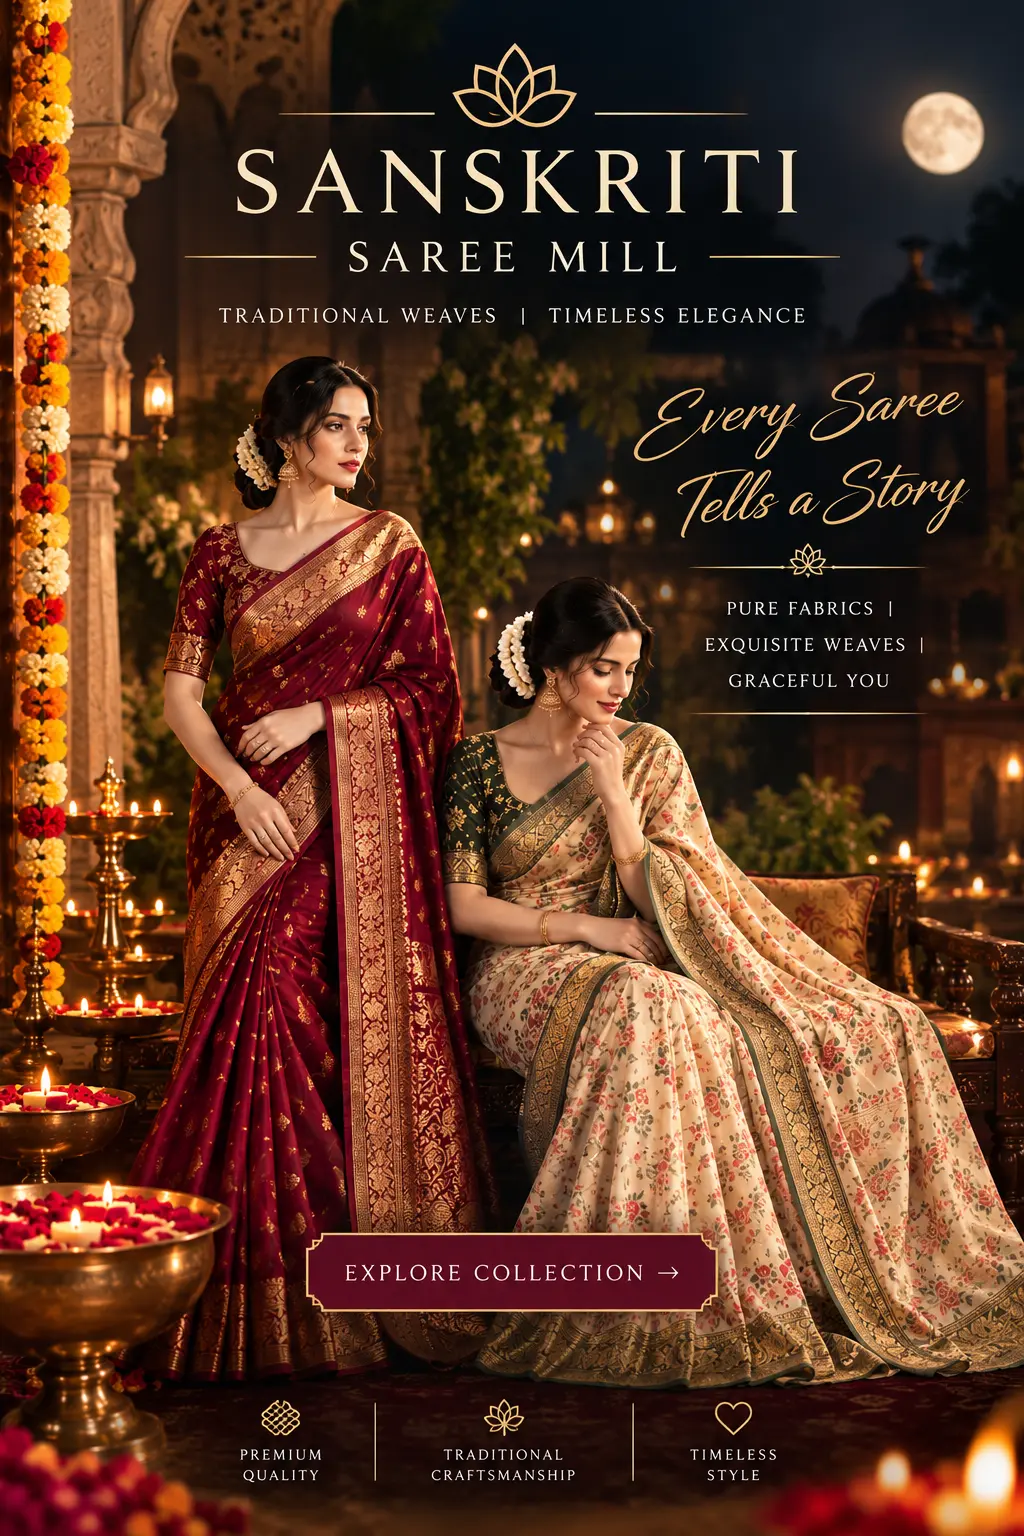 SANSKRITI
SAREE MILL
TRADITIONAL WEAVES | TIMELESS ELEGANCE
Every Saree
Tells a Story
PURE FABRICS |
EXQUISITE WEAVES |
GRACEFUL YOU
EXPLORE COLLECTION →
PREMIUM
QUALITY
TRADITIONAL
CRAFTSMANSHIP
TIMELESS
STYLE